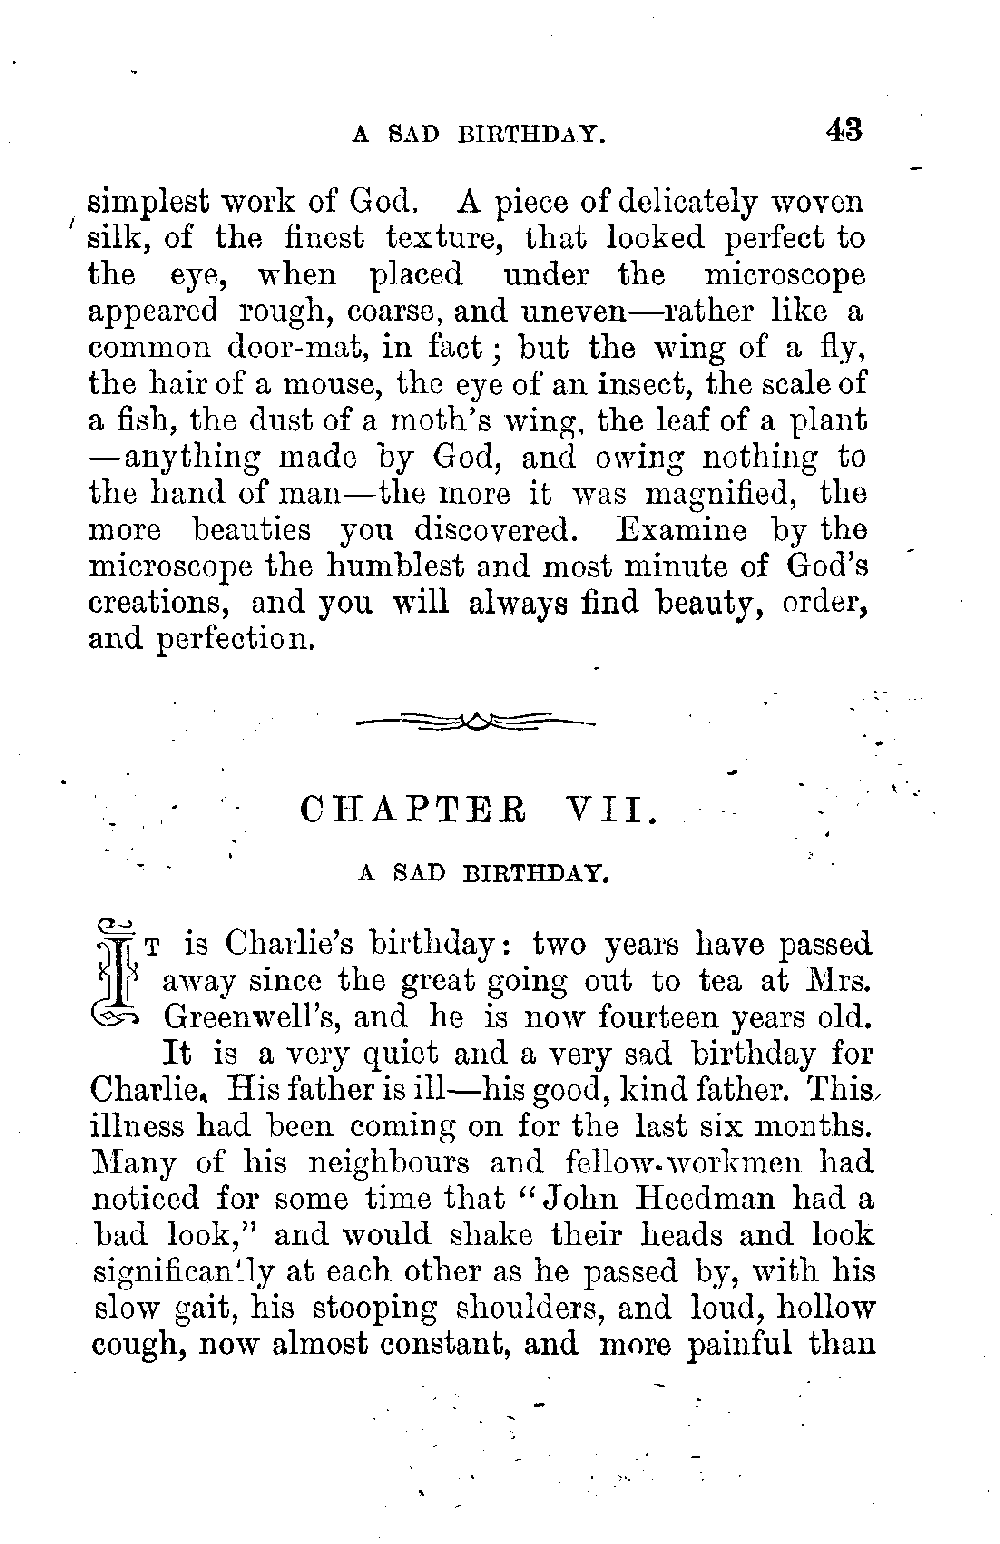 A SAD BIRTHDAY. 43
simplest work of God. A piece of delicately woven
silk, of the finest texture, that looked perfect to
the eye, when placed under the microscope
appeared rough, coarse, and uneven—rather like a
common door-mat, in fact; but the wing of a fly,
the hair of a mouse, the eye of an insect, the scale of
a fish, the dust of a moth's wing, the leaf of a plant
—anything made by God, and owing nothing to
the hand of man—the more it was magnified, the
more beauties you discovered. Examine by the
microscope the humblest and most minute of God's
creations, and you will always find beauty, order,
and perfection.
CHAPTER VII.
A SAD BIRTHDAY.
IT is Charlie's birthday: two years have passed
away since the great going out to tea at Mrs.
Greenwell's, and he is now fourteen years old.
It is a very quiet and a very sad birthday for
Charlie. His father is ill—his good, kind father. This
illness had been coming on for the last six months.
Many of his neighbours and fellow-workmen had
noticed for some time that "John Heedman had a
bad look," and would shake their heads and look
significantly at each other as he passed by, with his
slow gait, his stooping shoulders, and loud, hollow
cough, now almost constant, and more painful than